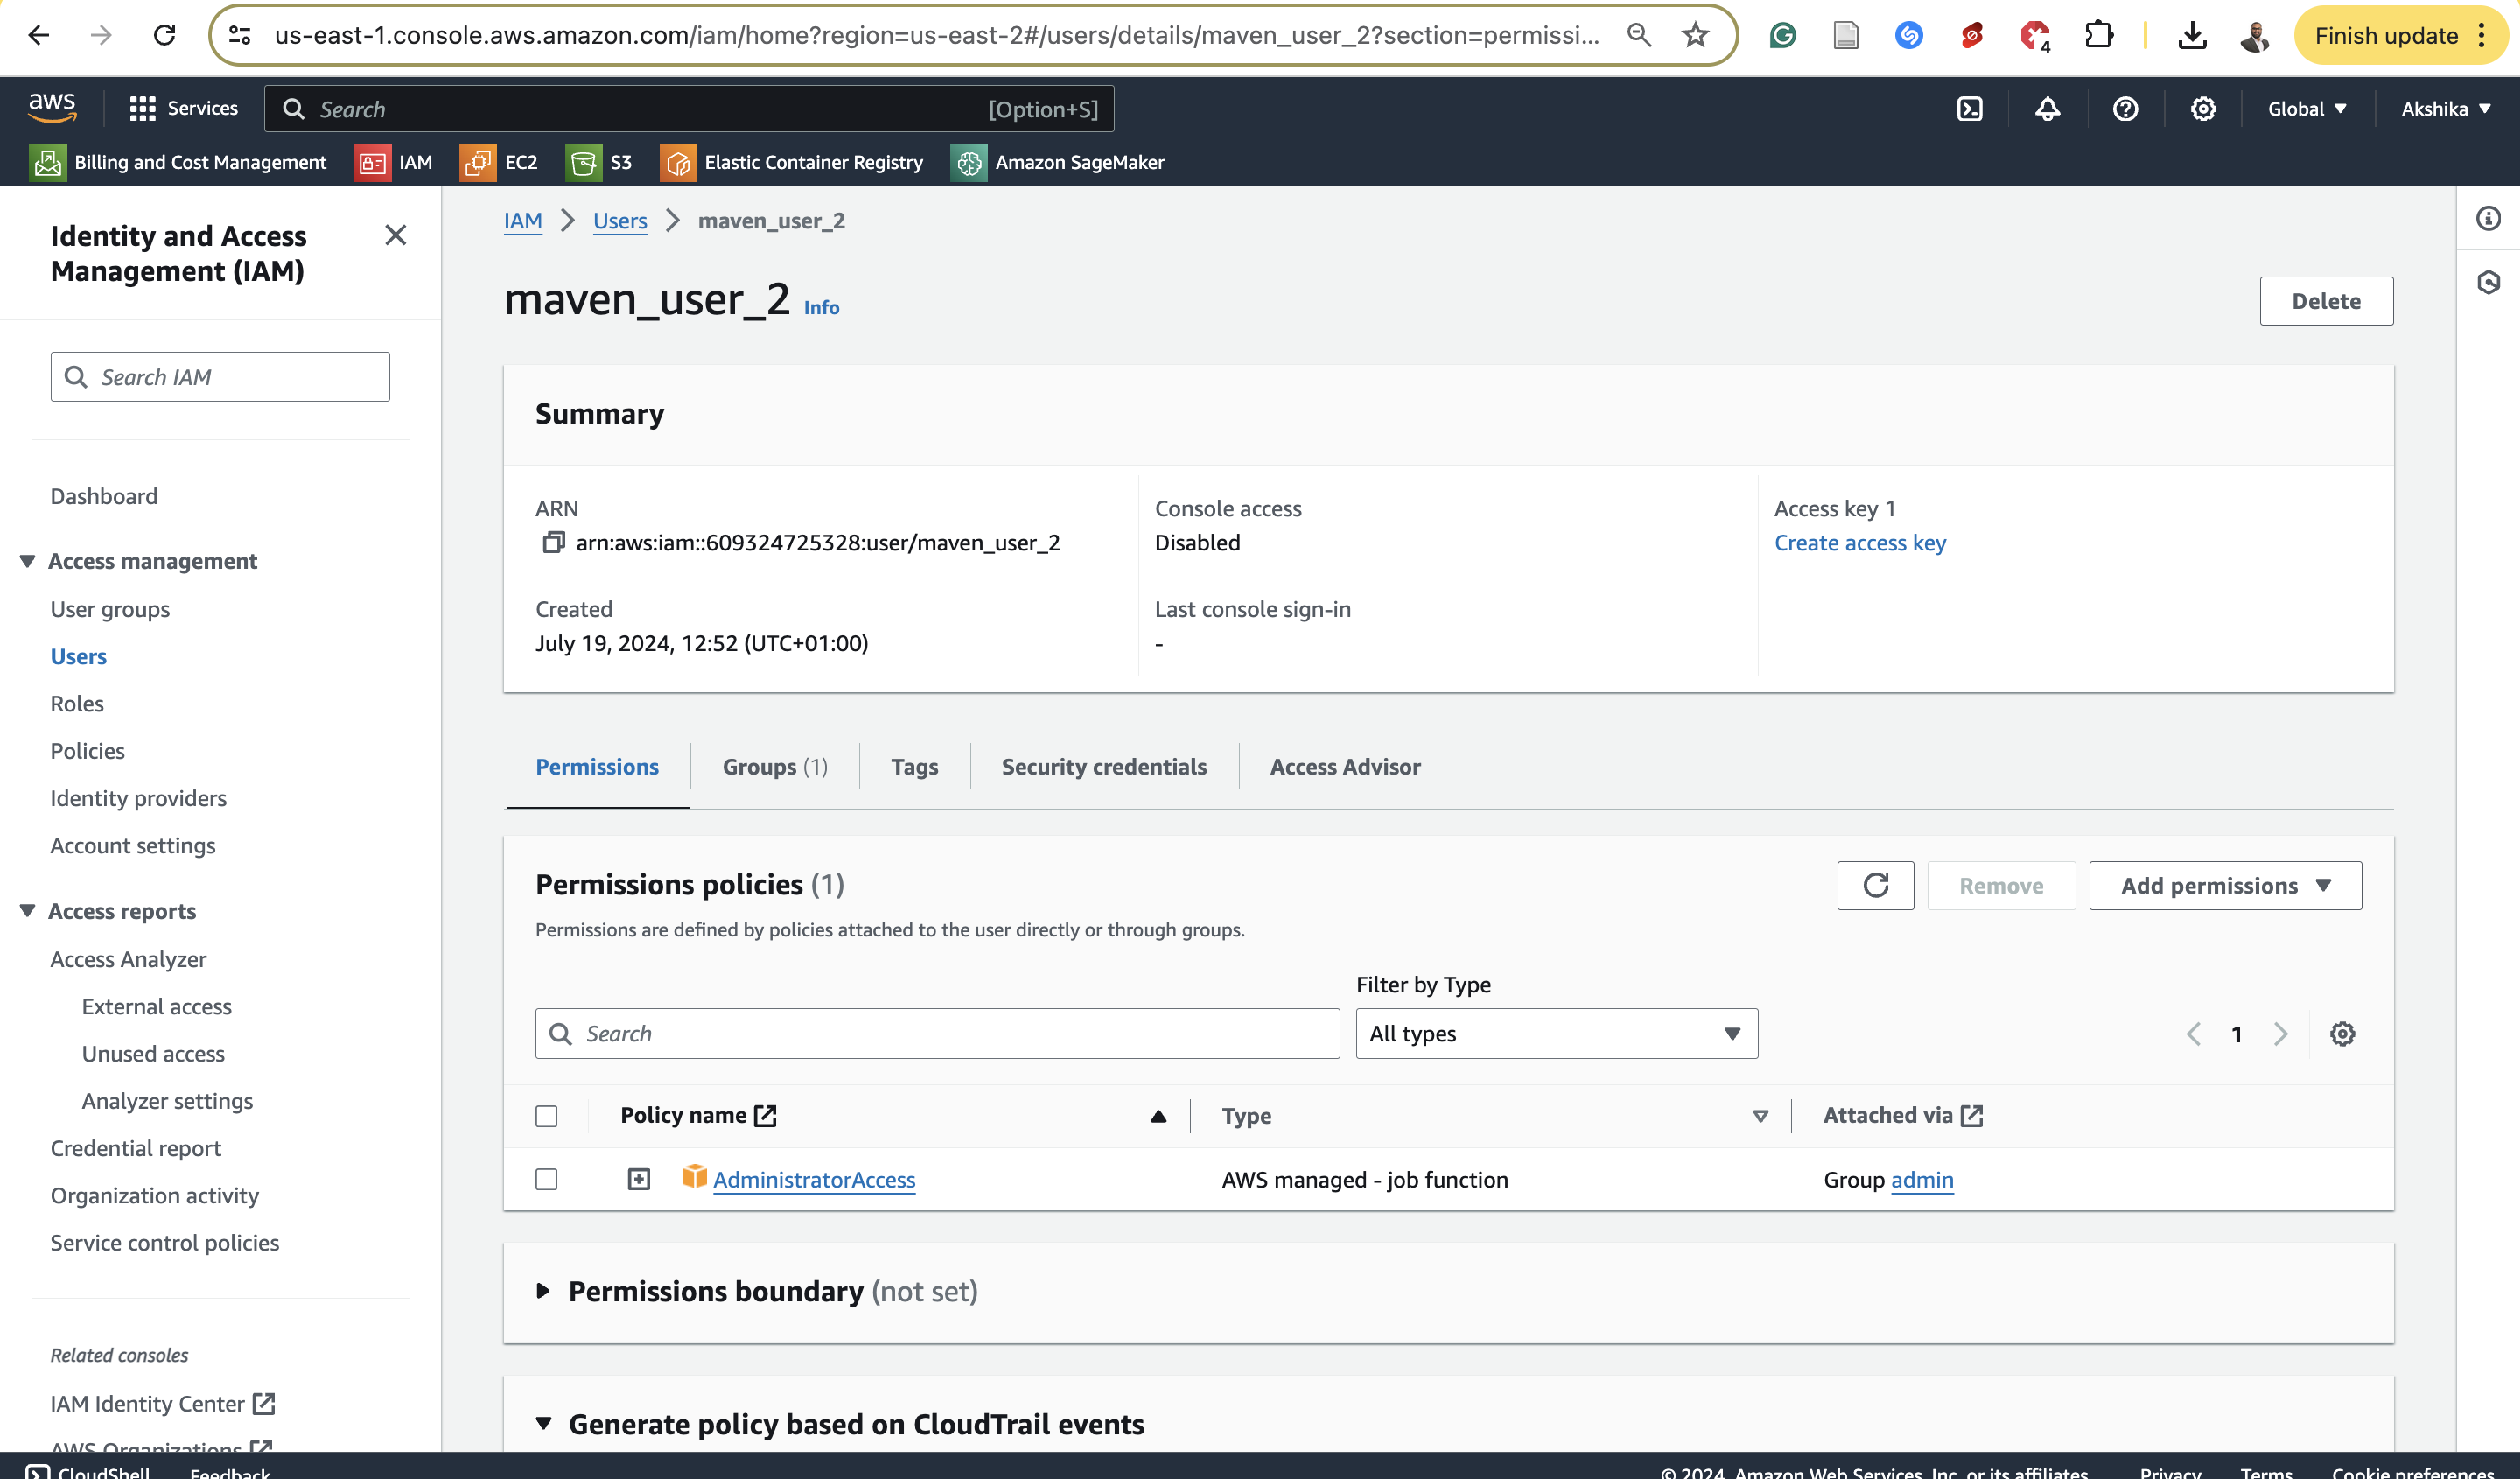 us-east-1.console.aws.amazon.com/iam/home?region=us-east-2#/users/details/maven_user_2?section=permissi...
4
Finish update
aws
Services
Search
[Option+S]
Global
Akshika
Billing and Cost Management
IAM
EC2
S3
Elastic Container Registry
Amazon SageMaker
Identity and Access
Management (IAM)
Search IAM
Dashboard
Access management
User groups
Users
Roles
Policies
Identity providers
Account settings
Access reports
Access Analyzer
External access
Unused access
Analyzer settings
Credential report
Organization activity
Service control policies
Related consoles
IAM Identity Center
AWS Organizations
IAM
Users
maven_user_2
maven_user_2 Info
Delete
Summary
ARN
arn:aws:iam::609324725328:user/maven_user_2
Created
July 19, 2024, 12:52 (UTC+01:00)
Console access
Disabled
Last console sign-in
-
Access key 1
Create access key
Permissions
Groups (1)
Tags
Security credentials
Access Advisor
Permissions policies (1)
Remove
Add permissions
Permissions are defined by policies attached to the user directly or through groups.
Filter by Type
Search
All types
1
Policy name
Type
Attached via
AdministratorAccess
AWS managed - job function
Group admin
Permissions boundary (not set)
Generate policy based on CloudTrail events
CloudShell
Feedback
© 2024, Amazon Web Services, Inc. or its affiliates.
Privacy
Terms
Cookie preferences